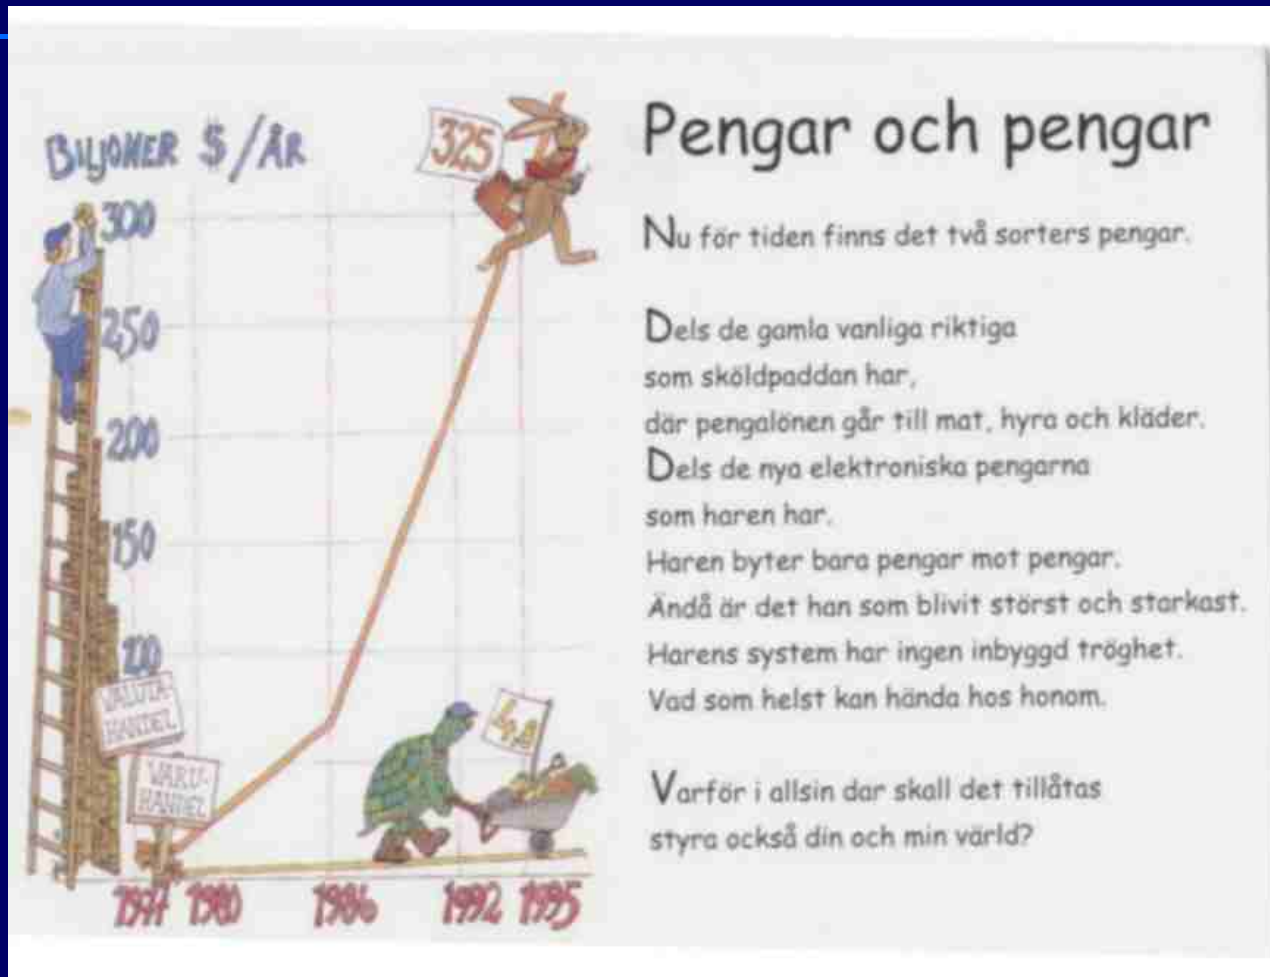 BILJONER $/ÅR
325
300
250
200
150
100
VALUTA-
HANDEL
VARU-
HANDEL
1977 1980 1986 1992 1995
Pengar och pengar
Nu för tiden finns det två sorters pengar.
Dels de gamla vanliga riktiga
som sköldpaddan har,
där pengalönen går till mat, hyra och kläder.
Dels de nya elektroniska pengarna
som haren har.
Haren byter bara pengar mot pengar.
Ändå är det han som blivit störst och starkast.
Harens system har ingen inbyggd tröghet.
Vad som helst kan hända hos honom.
Varför i allsin dar skall det tillåtas
styra också din och min värld?